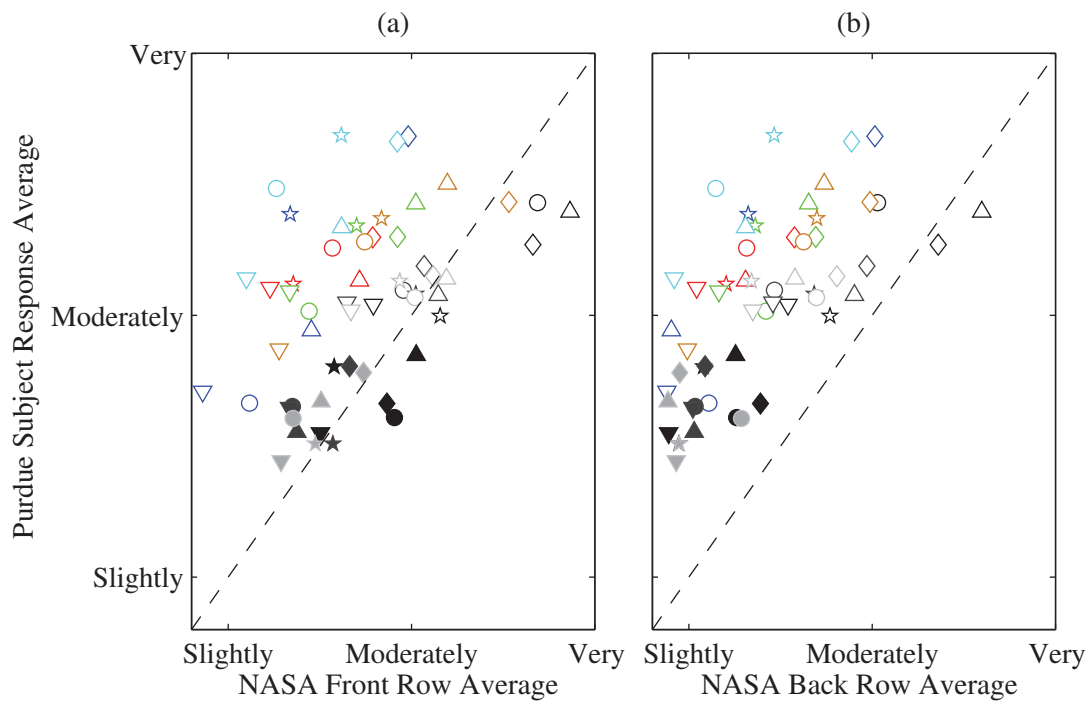 (a)
(b)
Very
Moderately
Slightly
Purdue Subject Response Average
Slightly
Moderately
Very
NASA Front Row Average
Slightly
Moderately
Very
NASA Back Row Average